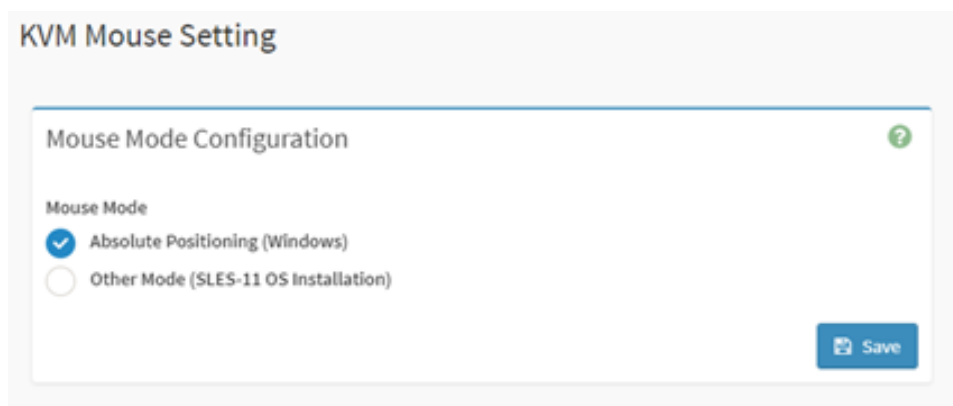 KVM Mouse Setting
Mouse Mode Configuration
?
Mouse Mode
Absolute Positioning (Windows)
Other Mode (SLES-11 OS Installation)
Save